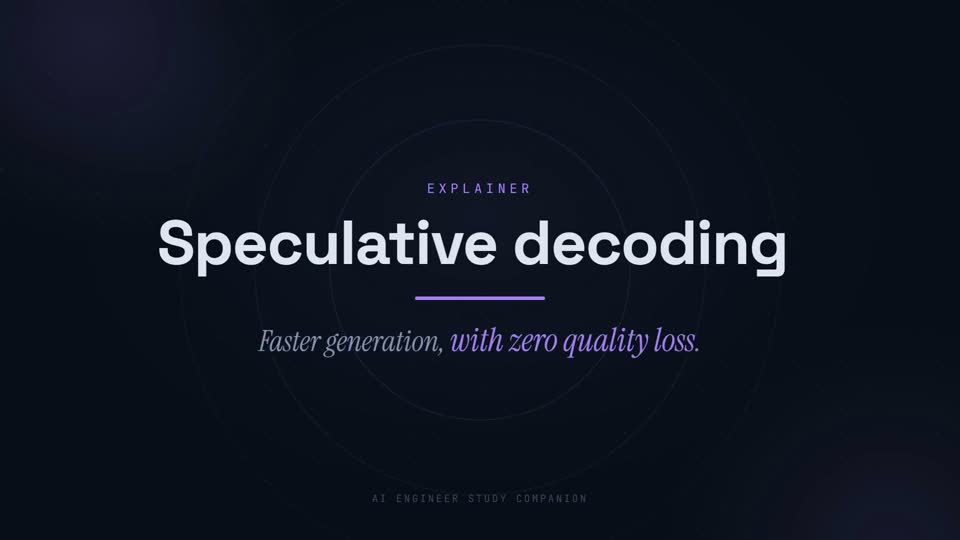 EXPLAINER
Speculative decoding
Faster generation, with zero quality loss.
AI ENGINEER STUDY COMPANION